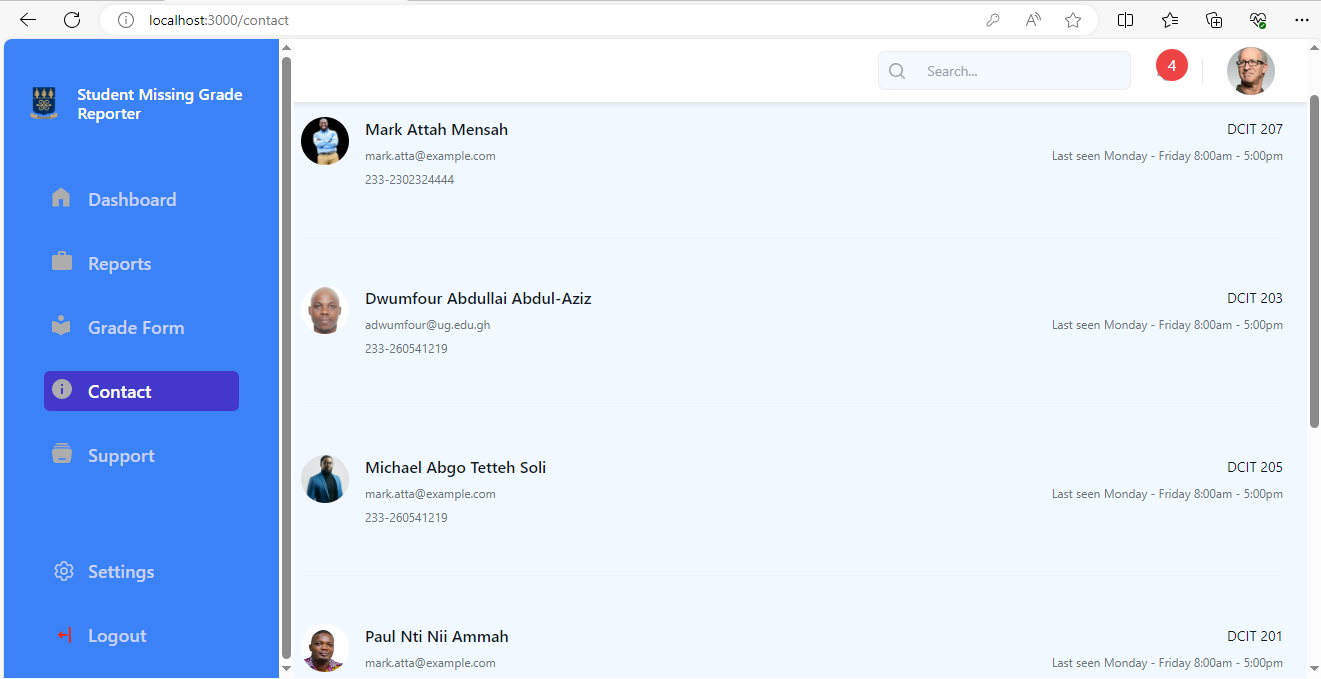 localhost:3000/contact
Student Missing Grade
Reporter
Dashboard
Reports
Grade Form
Contact
Support
Settings
Logout
Search...
4
Mark Attah Mensah
mark.atta@example.com
233-2302324444
DCIT 207
Last seen Monday - Friday 8:00am - 5:00pm
Dwumfour Abdullai Abdul-Aziz
adwumfour@ug.edu.gh
233-260541219
DCIT 203
Last seen Monday - Friday 8:00am - 5:00pm
Michael Abgo Tetteh Soli
mark.atta@example.com
233-260541219
DCIT 205
Last seen Monday - Friday 8:00am - 5:00pm
Paul Nti Nii Ammah
mark.atta@example.com
DCIT 201
Last seen Monday - Friday 8:00am - 5:00pm